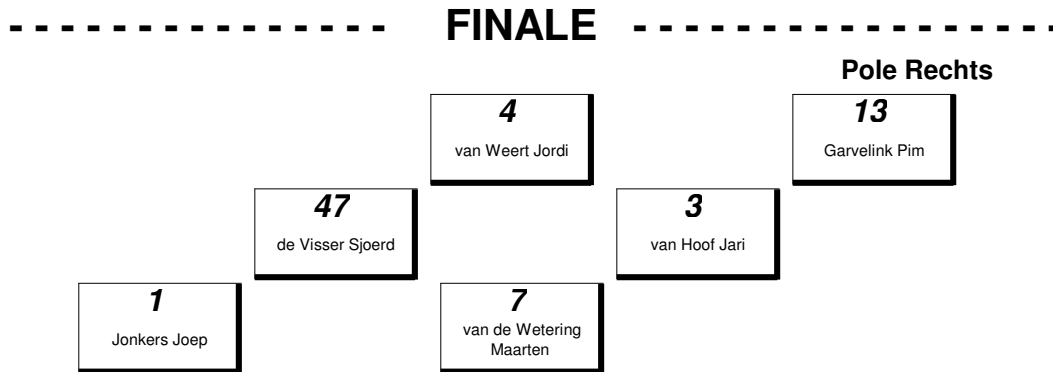 - - - - - - - - - - - - - - - - FINALE - - - - - - - - - - - - - - - - - -
Pole Rechts
4
van Weert Jordi
13
Garvelink Pim
47
de Visser Sjoerd
3
van Hoof Jari
1
Jonkers Joep
7
van de Wetering
Maarten